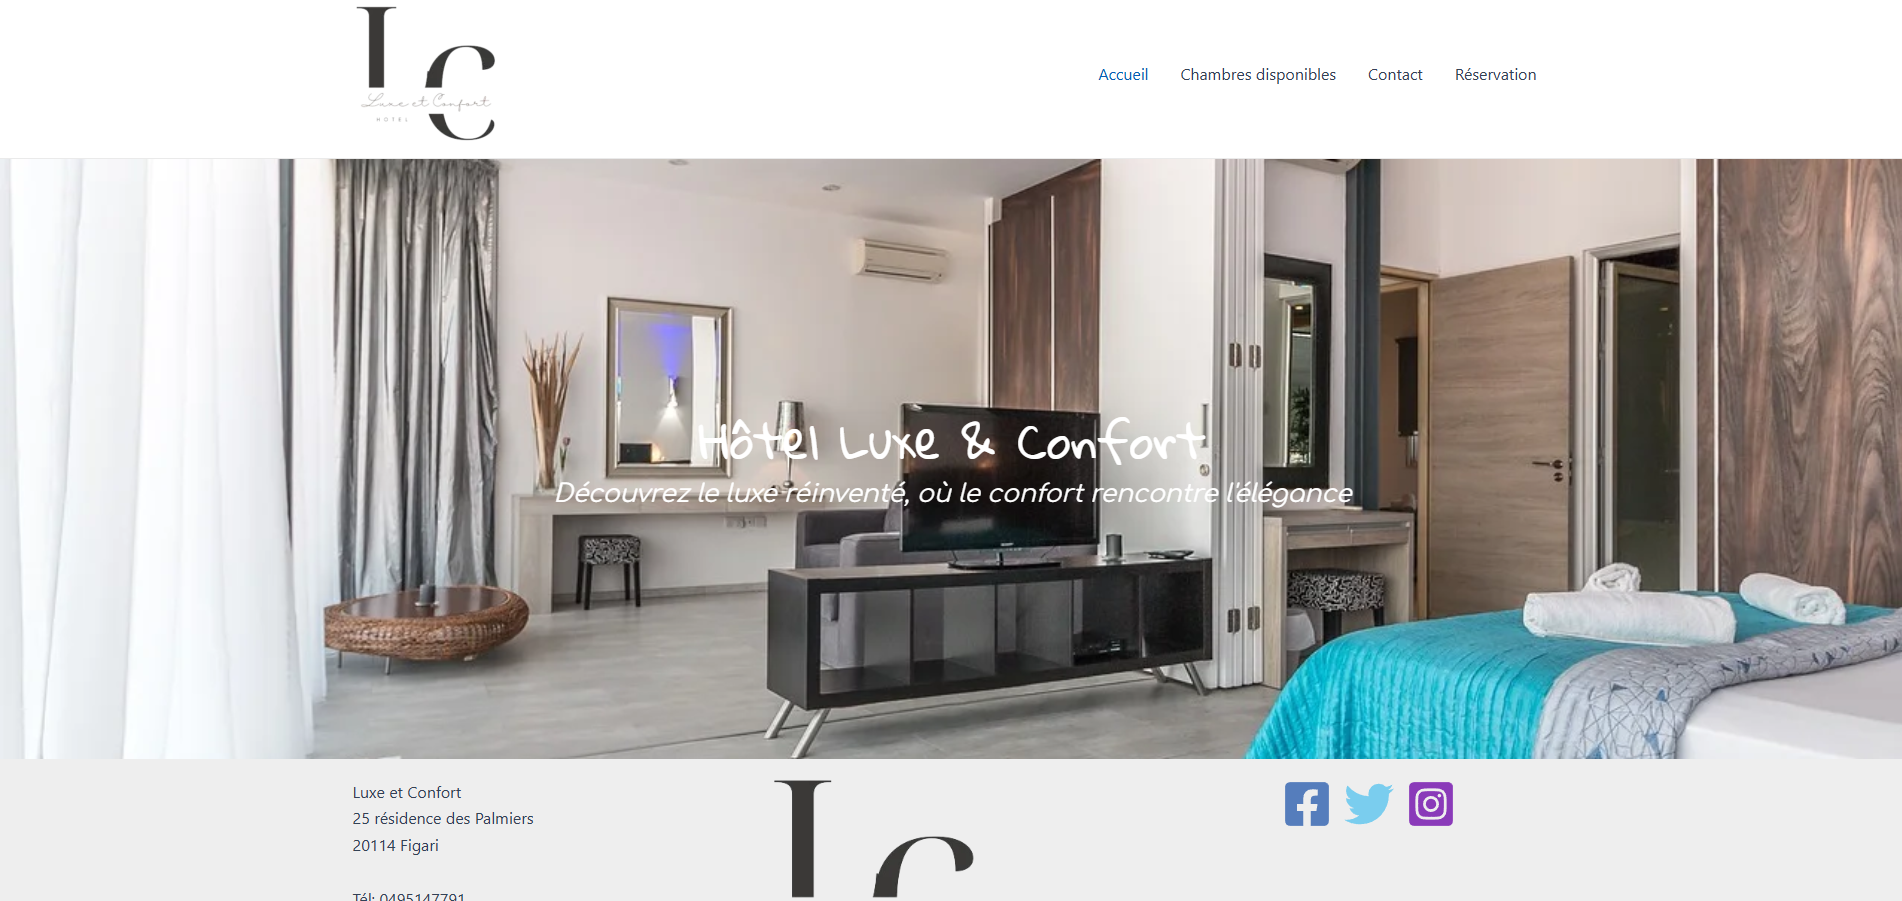 LC
Luxe et Confort
HOTEL
Accueil
Chambres disponibles
Contact
Réservation
Hôtel Luxe & Confort
Découvrez le luxe réinventé, où le confort rencontre l'élégance
Luxe et Confort
25 résidence des Palmiers
20114 Figari
Tél: 0495147791
LC